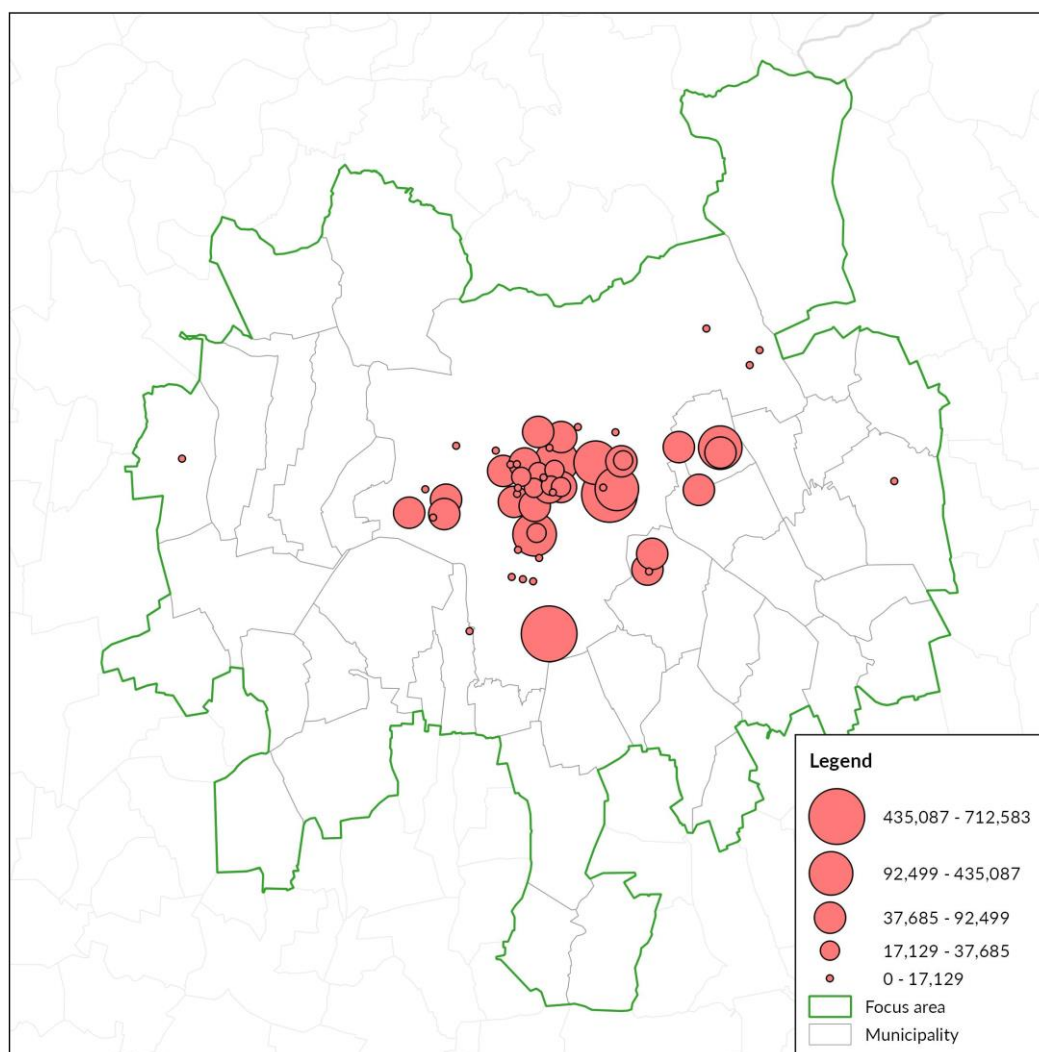 Legend
435,087 - 712,583
92,499 - 435,087
37,685 - 92,499
17,129 - 37,685
0 - 17,129
Focus area
Municipality